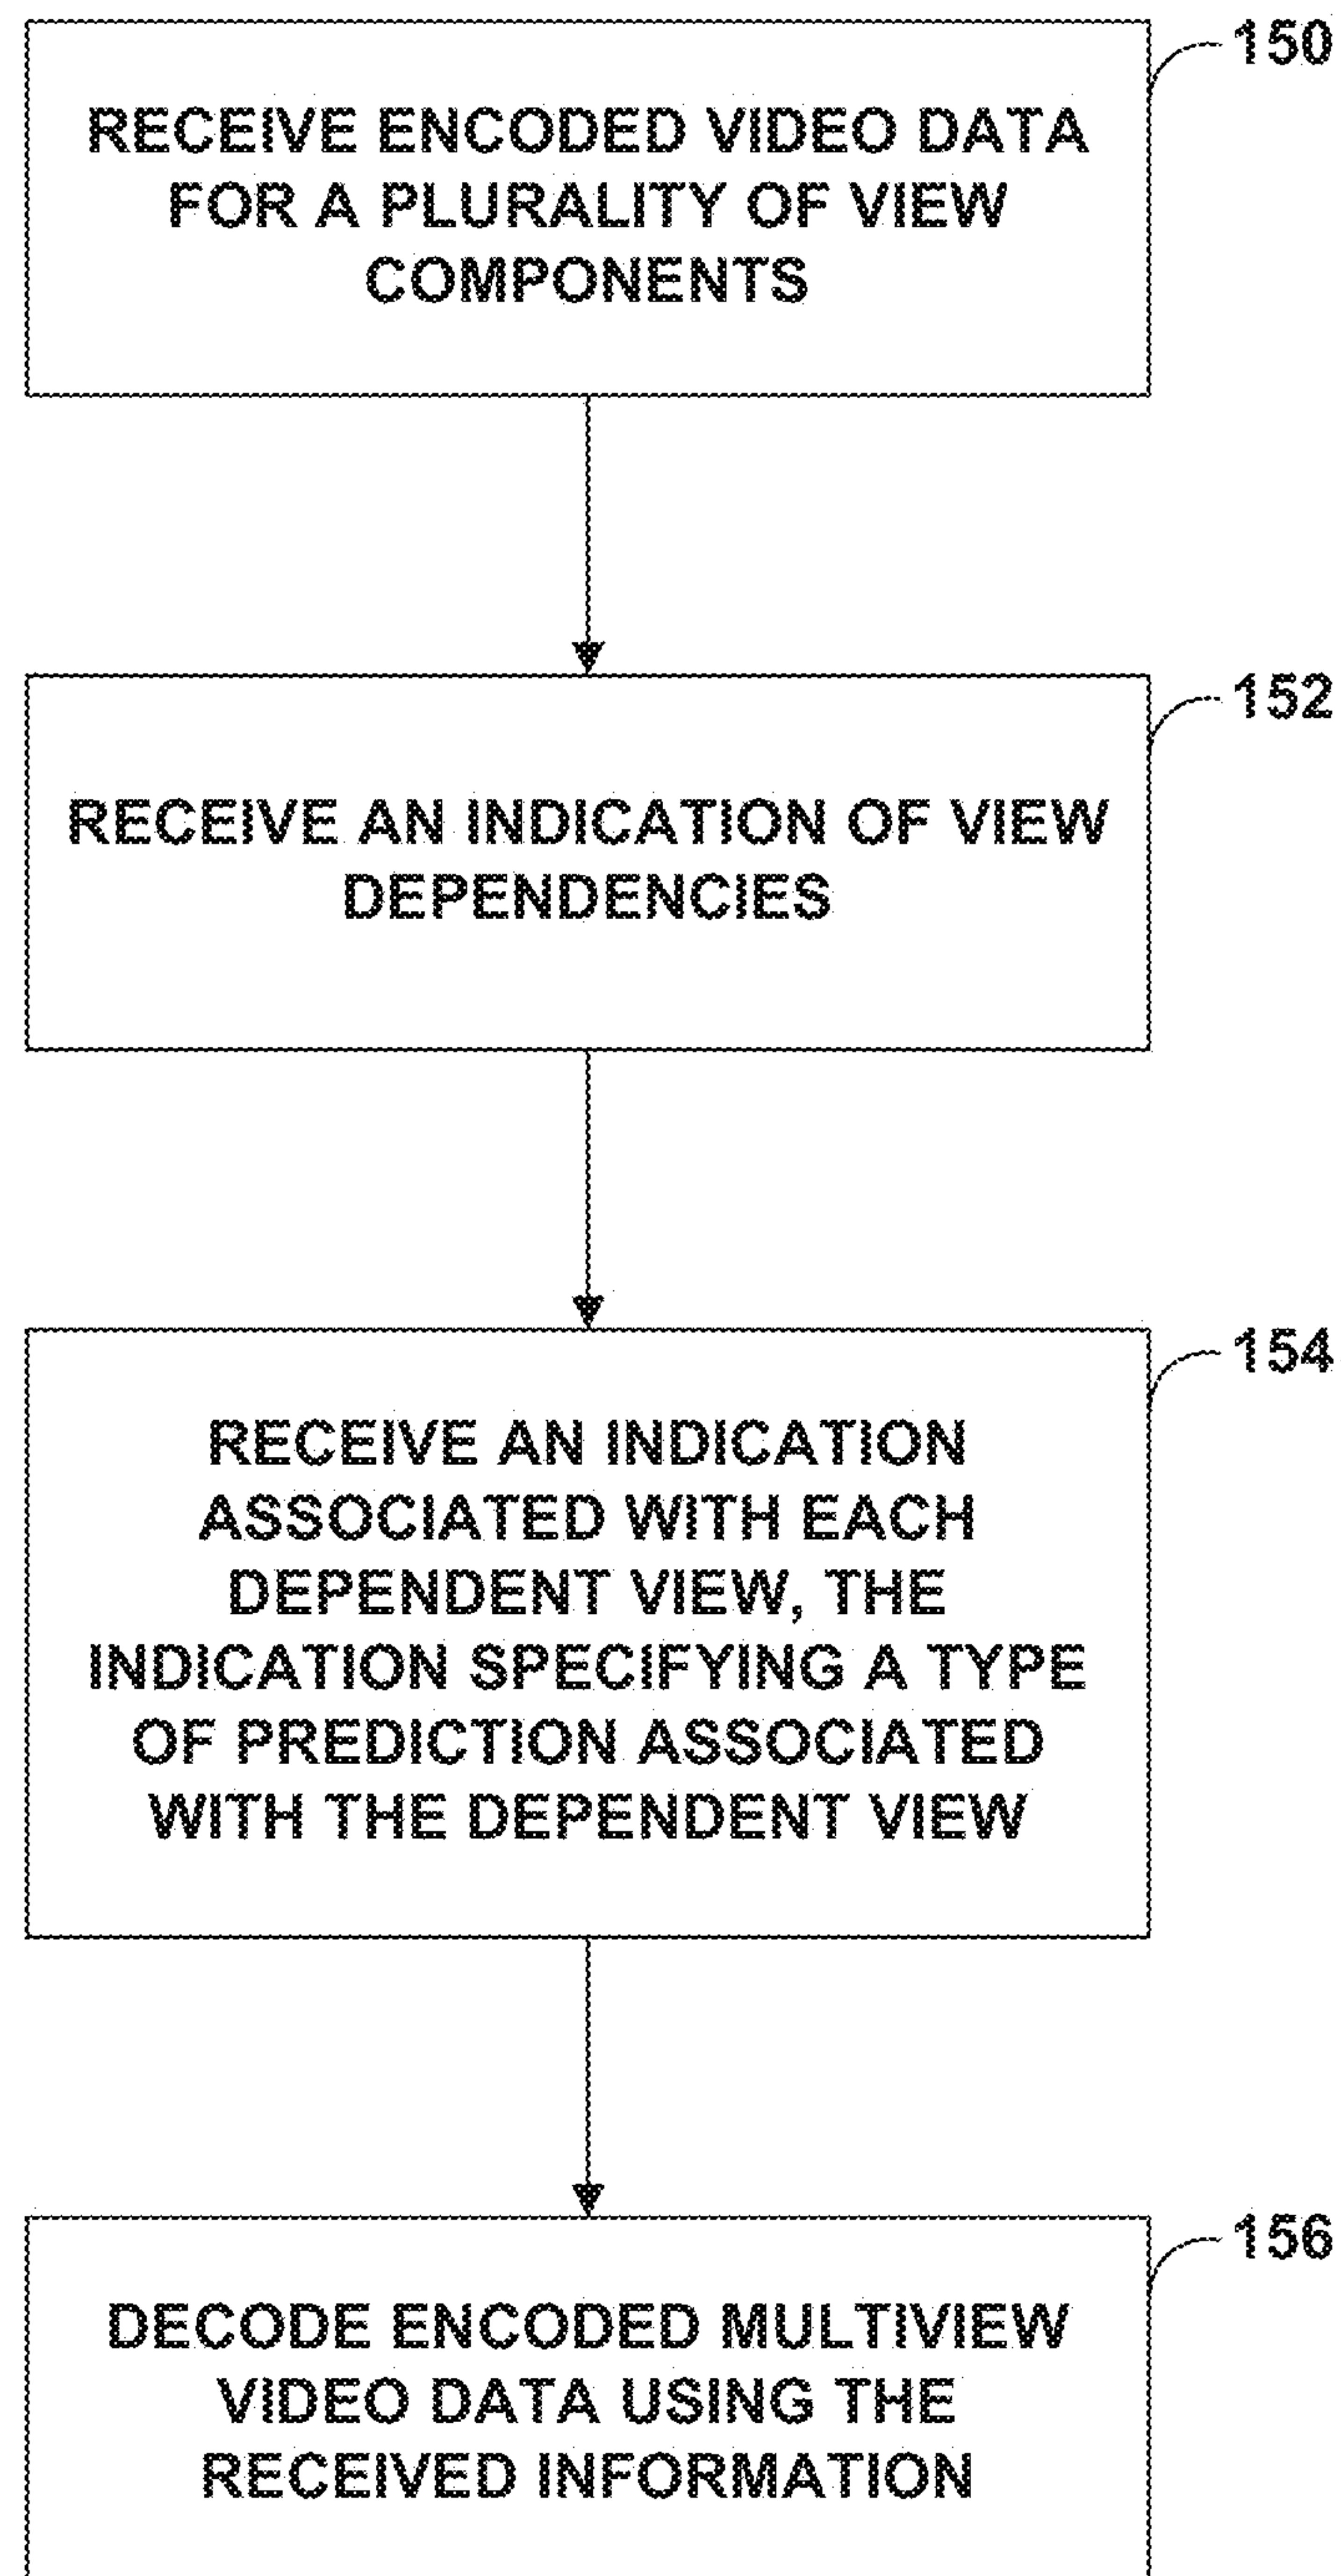 150
RECEIVE ENCODED VIDEO DATA
FOR A PLURALITY OF VIEW
COMPONENTS
152
RECEIVE AN INDICATION OF VIEW
DEPENDENCIES
154
RECEIVE AN INDICATION
ASSOCIATED WITH EACH
DEPENDENT VIEW, THE
INDICATION SPECIFYING A TYPE
OF PREDICTION ASSOCIATED
WITH THE DEPENDENT VIEW
156
DECODE ENCODED MULTIVIEW
VIDEO DATA USING THE
RECEIVED INFORMATION